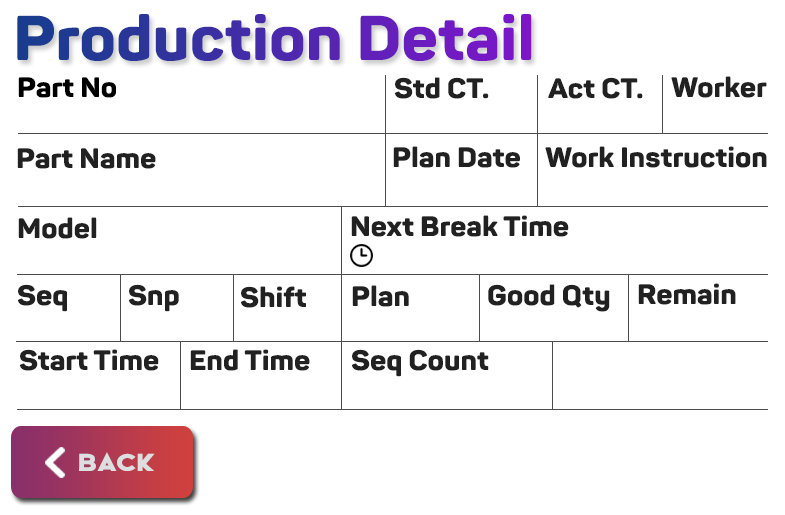 Production Detail
Part No Std CT. Act CT. Worker
Part Name Plan Date Work Instruction
Model Next Break Time
Seq Snp Shift Plan Good Qty Remain
Start Time End Time Seq Count
BACK